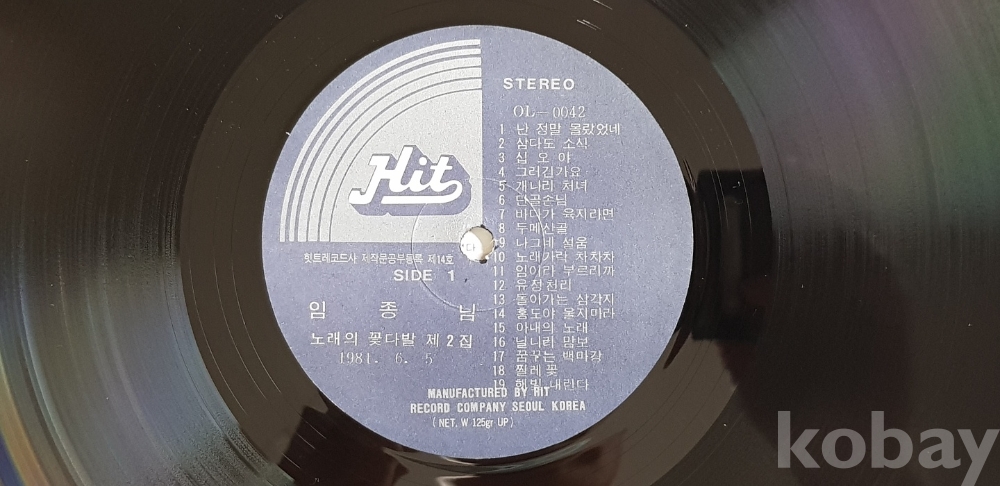 Hit
STEREO
OL-0042
1 난 정말 몰랐었네
2 삼다도 소식
3 십 오 야
4 그러긴가요
5 개나리 처녀
6 단골손님
7 바다가 육지라면
8 두메산골
9 나그네 설움
10 노래가락 차차차
11 임이라 부르리까
12 유정천리
13 돌아가는 삼각지
14 홍도야 울지마라
15 아내의 노래
16 닐니리 맘보
17 꿈꾸는 백마강
18 찔레꽃
19 햇빛 내린다
힛트레코드사 제작문공부등록 제14호
SIDE 1
임 종 님
노래의 꽃다발 제2집
1981. 6. 5
MANUFACTURED BY HIT
RECORD COMPANY SEOUL KOREA
(NET. W 125gr UP)
kobay